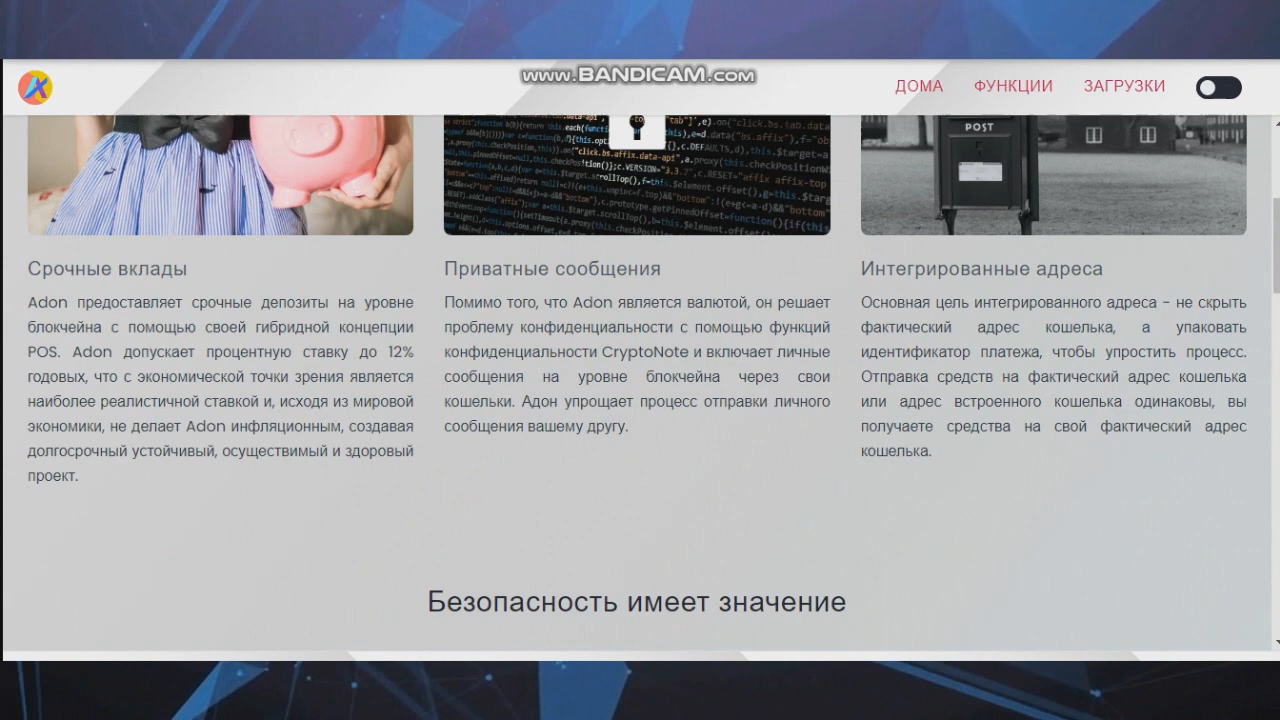 www.BANDICAM.com
ДОМА ФУНКЦИИ ЗАГРУЗКИ
POST
Срочные вклады
Adon предоставляет срочные депозиты на уровне
блокчейна с помощью своей гибридной концепции
POS. Adon допускает процентную ставку до 12%
годовых, что с экономической точки зрения является
наиболее реалистичной ставкой и, исходя из мировой
экономики, не делает Adon инфляционным, создавая
долгосрочный устойчивый, осуществимый и здоровый
проект.
Приватные сообщения
Помимо того, что Adon является валютой, он решает
проблему конфиденциальности с помощью функций
конфиденциальности CryptoNote и включает личные
сообщения на уровне блокчейна через свои
кошельки. Адон упрощает процесс отправки личного
сообщения вашему другу.
Интегрированные адреса
Основная цель интегрированного адреса - не скрыть
фактический адрес кошелька, а упаковать
идентификатор платежа, чтобы упростить процесс.
Отправка средств на фактический адрес кошелька
или адрес встроенного кошелька одинаковы, вы
получаете средства на свой фактический адрес
кошелька.
Безопасность имеет значение